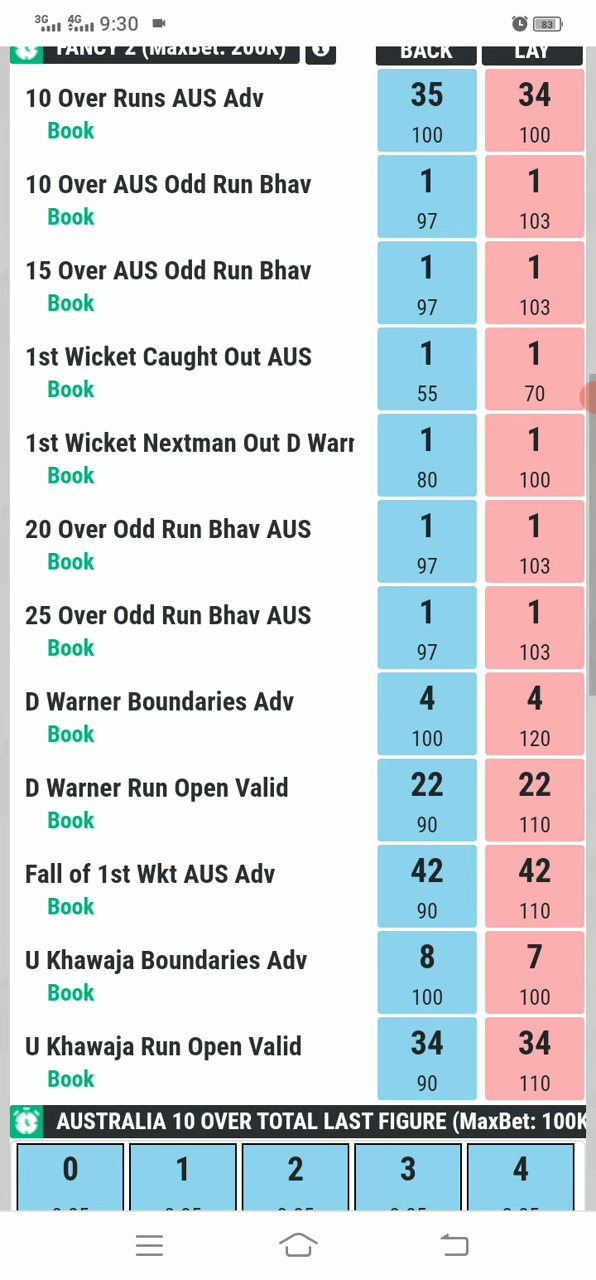 3G 4G 9:30 83
FANCY 2 (MaxBet: 200K) BACK LAY
10 Over Runs AUS Adv 35 34
Book 100 100
10 Over AUS Odd Run Bhav 1 1
Book 97 103
15 Over AUS Odd Run Bhav 1 1
Book 97 103
1st Wicket Caught Out AUS 1 1
Book 55 70
1st Wicket Nextman Out D Warr 1 1
Book 80 100
20 Over Odd Run Bhav AUS 1 1
Book 97 103
25 Over Odd Run Bhav AUS 1 1
Book 97 103
D Warner Boundaries Adv 4 4
Book 100 120
D Warner Run Open Valid 22 22
Book 90 110
Fall of 1st Wkt AUS Adv 42 42
Book 90 110
U Khawaja Boundaries Adv 8 7
Book 100 100
U Khawaja Run Open Valid 34 34
Book 90 110
AUSTRALIA 10 OVER TOTAL LAST FIGURE (MaxBet: 100K
0 1 2 3 4